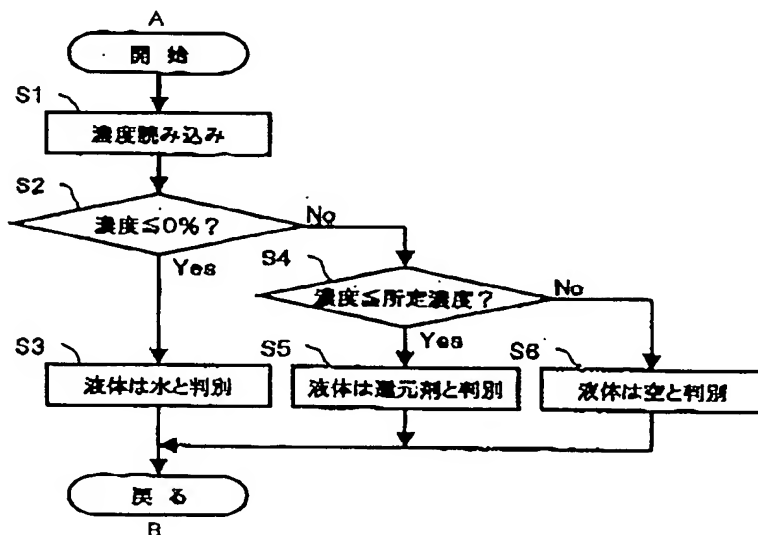 A
開 始
S1
濃度読み込み
S2
濃度≦0%?
No
Yes
S4
濃度≦所定濃度?
No
Yes
S3
液体は水と判別
S5
液体は還元剤と判別
S6
液体は空と判別
戻 る
B